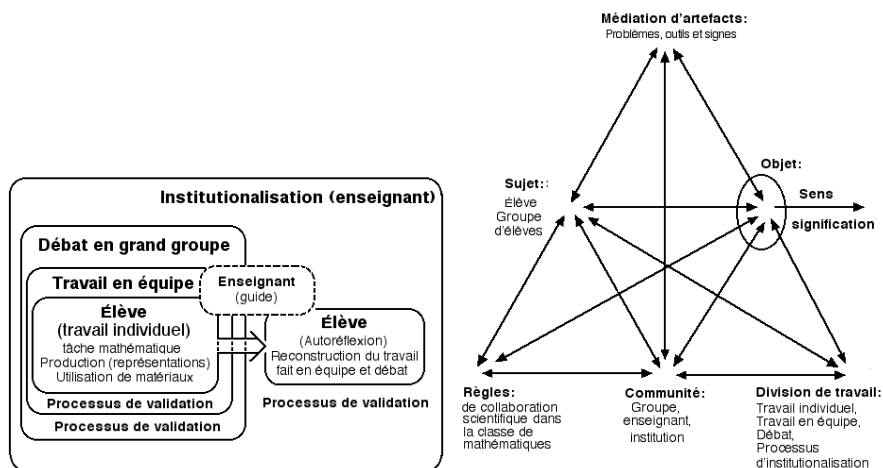 Institutionalisation (enseignant)
Débat en grand groupe
Travail en équipe
Enseignant
(guide)
Élève
(travail individuel)
tâche mathématique
Production (représentations)
Utilisation de matériaux
Processus de validation
Processus de validation
Élève
(Autoréflexion)
Reconstruction du travail
fait en équipe et débat
Processus de validation
Médiation d'artefacts:
Problèmes, outils et signes
Sujet:
Élève
Groupe
d'élèves
Objet:
Sens
signification
Règles:
de collaboration
scientifique dans
la classe de
mathématiques
Communité:
Groupe,
enseignant,
institution
Division de travail:
Travail individuel,
Travail en équipe,
Débat,
Processus
d'institutionalisation